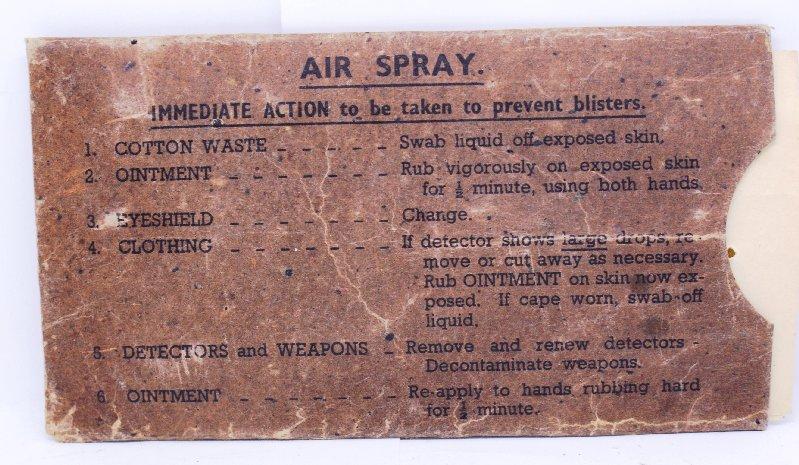 AIR SPRAY.
IMMEDIATE ACTION to be taken to prevent blisters.
1. COTTON WASTE - - - - - Swab liquid off exposed skin.
2. OINTMENT - - - - - - - Rub vigorously on exposed skin
for ½ minute, using both hands.
3. EYESHIELD - - - - - - - Change.
4. CLOTHING - - - - - - - If detector shows large drops, re-
move or cut away as necessary.
Rub OINTMENT on skin now ex-
posed. If cape worn, swab off
liquid.
5. DETECTORS and WEAPONS - Remove and renew detectors -
Decontaminate weapons.
6. OINTMENT - - - - - - - Re-apply to hands rubbing hard
for ½ minute.